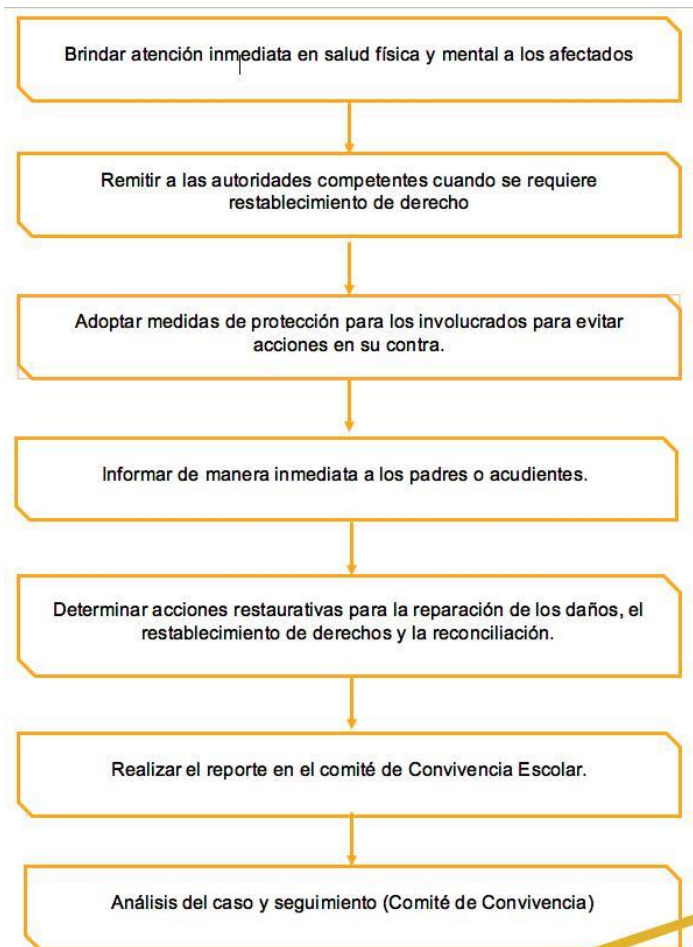 Brindar atención inmediata en salud física y mental a los afectados
Remitir a las autoridades competentes cuando se requiere
restablecimiento de derecho
Adoptar medidas de protección para los involucrados para evitar
acciones en su contra.
Informar de manera inmediata a los padres o acudientes.
Determinar acciones restaurativas para la reparación de los daños, el
restablecimiento de derechos y la reconciliación.
Realizar el reporte en el comité de Convivencia Escolar.
Análisis del caso y seguimiento (Comité de Convivencia)